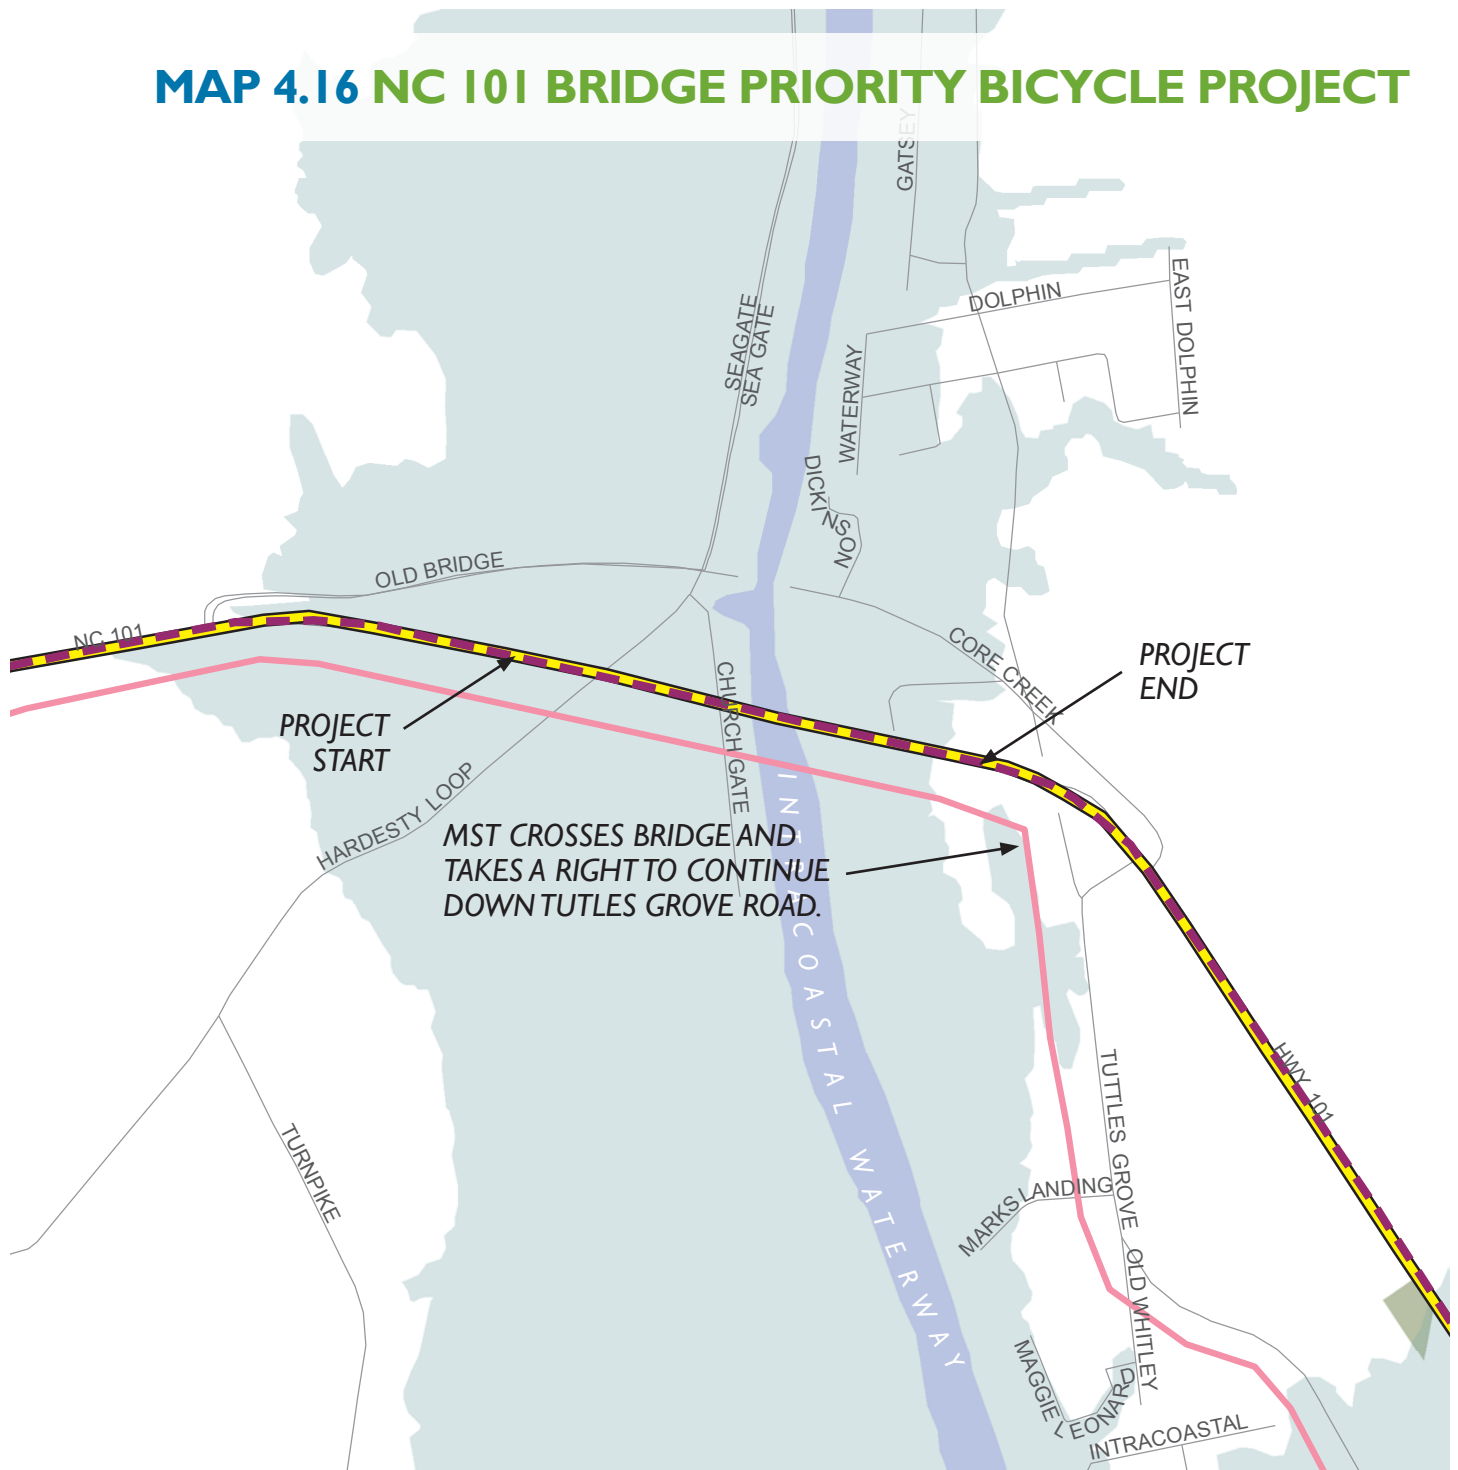 MAP 4.16 NC 101 BRIDGE PRIORITY BICYCLE PROJECT
GATSEY
DOLPHIN
EAST DOLPHIN
SEAGATE
SEA GATE
WATERWAY
DICKINSON
OLD BRIDGE
NC 101
CORE CREEK
PROJECT
END
PROJECT
START
CHURCH GATE
HARDESTY LOOP
MST CROSSES BRIDGE AND
TAKES A RIGHT TO CONTINUE
DOWN TUTLES GROVE ROAD.
INTRACOASTAL WATERWAY
HWY 101
TUTTLES GROVE
TURNPIKE
MARKS LANDING
OLD WHITLEY
MAGGIE
LEONARD
INTRACOASTAL